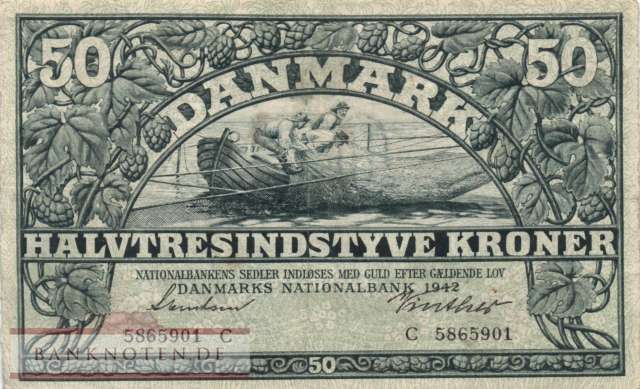 50 50
DANMARK
HALVTRESINDSTYVE KRONER
NATIONALBANKENS SEDLER INDLØSES MED GULD EFTER GÆLDENDE LOV
DANMARKS NATIONALBANK 1942
5865901 C C 5865901
BANKNOTEN.DE
50